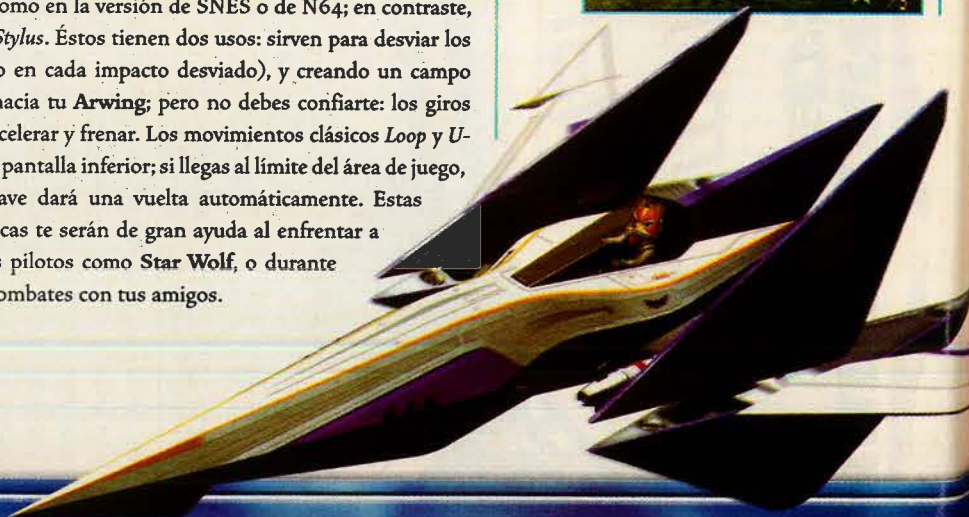 omo en la versión de SNES o de N64; en contraste,
Stylus. Éstos tienen dos usos: sirven para desviar los
o en cada impacto desviado), y creando un campo
hacia tu Arwing; pero no debes confiarte: los giros
celerar y frenar. Los movimientos clásicos Loop y U-
pantalla inferior; si llegas al límite del área de juego,
ave dará una vuelta automáticamente. Estas
cas te serán de gran ayuda al enfrentar a
s pilotos como Star Wolf, o durante
ombates con tus amigos.